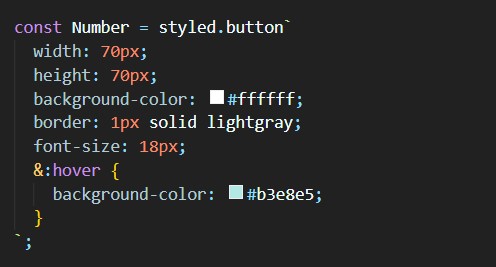 const Number = styled.button`
width: 70px;
height: 70px;
background-color: #ffffff;
border: 1px solid lightgray;
font-size: 18px;
&:hover {
background-color: #b3e8e5;
}
`;